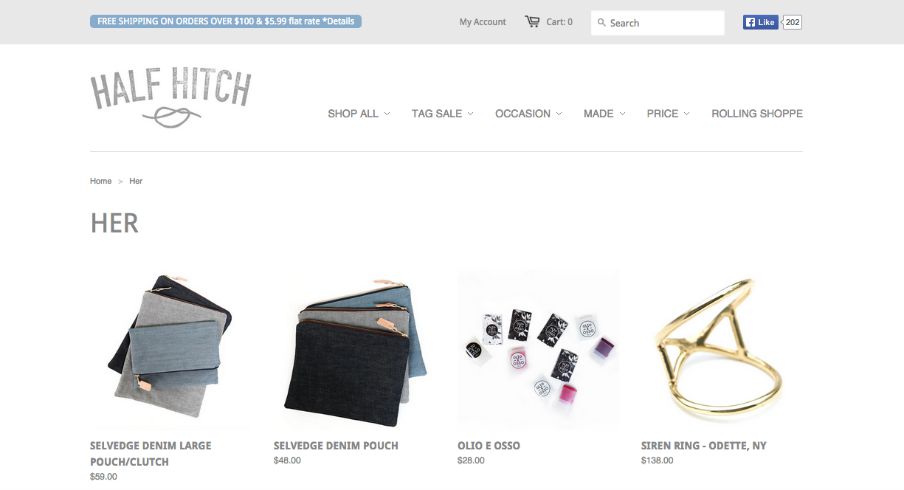 FREE SHIPPING ON ORDERS OVER $100 & $5.99 flat rate *Details
My Account
Cart: 0
Search
Like
202
HALF HITCH
SHOP ALL
TAG SALE
OCCASION
MADE
PRICE
ROLLING SHOPPE
Home > Her
HER
SELVEDGE DENIM LARGE
POUCH/CLUTCH
$59.00
SELVEDGE DENIM POUCH
$48.00
OLIO E OSSO
$28.00
SIREN RING - ODETTE, NY
$138.00